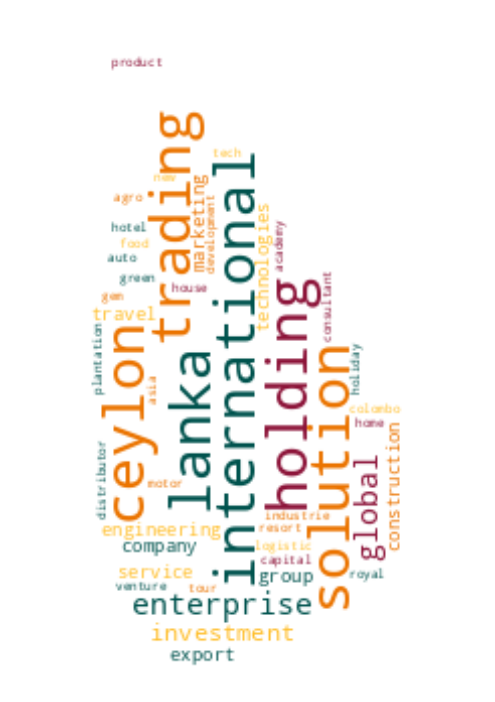 product
trading
tech
new
marketing
agro
development
international
technologies
hotel
academy
food
auto
green
house
holding
consultant
gem
travel
ceylon
plantation
lanka
solution
holiday
asia
colombo
home
construction
distributor
global
motor
industrie
engineering
resort
company
logistic
capital
service
group
royal
venture
tour
enterprise
investment
export